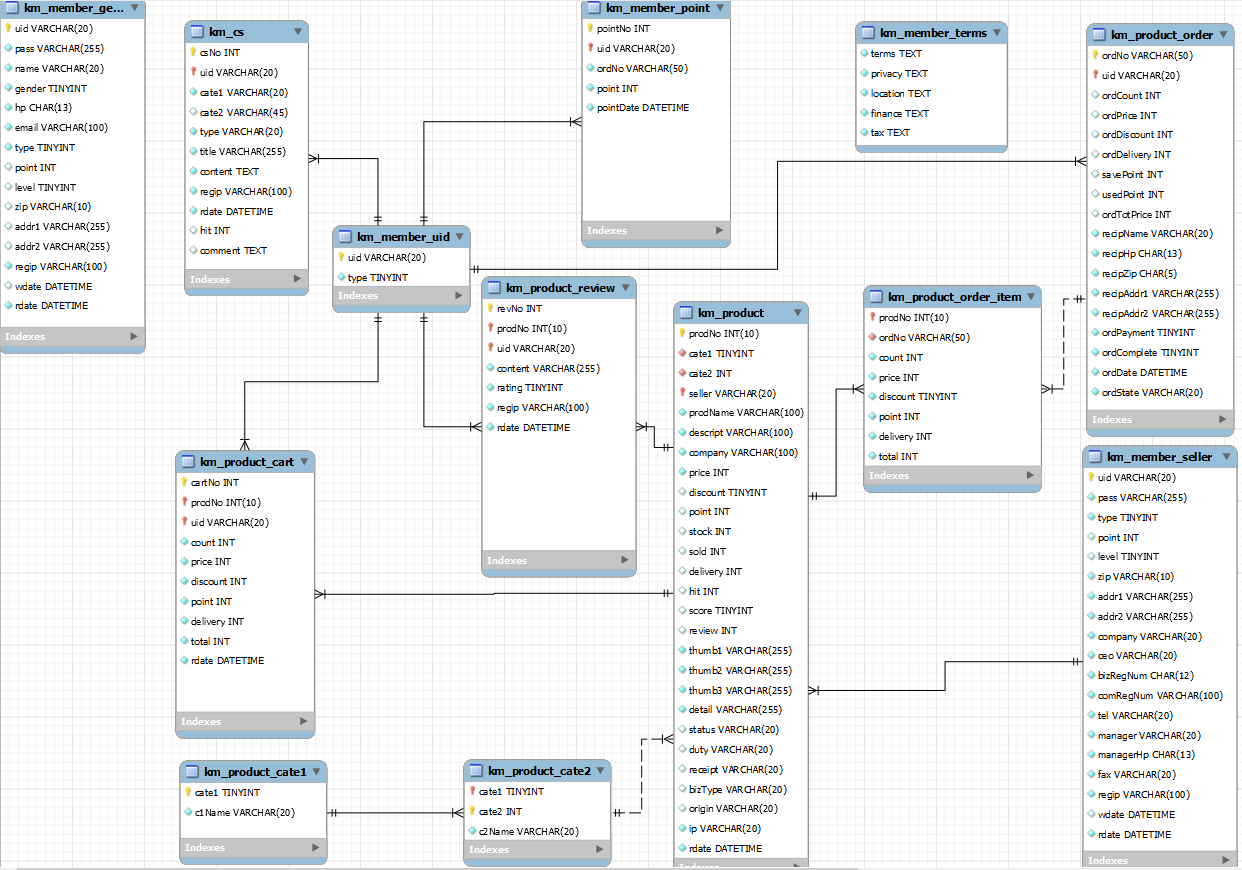 km_member_ge...
uid VARCHAR(20)
pass VARCHAR(255)
name VARCHAR(20)
gender TINYINT
hp CHAR(13)
email VARCHAR(100)
type TINYINT
point INT
level TINYINT
zip VARCHAR(10)
addr1 VARCHAR(255)
addr2 VARCHAR(255)
regip VARCHAR(100)
wdate DATETIME
rdate DATETIME
Indexes
km_cs
csNo INT
uid VARCHAR(20)
cate1 VARCHAR(20)
cate2 VARCHAR(45)
type VARCHAR(20)
title VARCHAR(255)
content TEXT
regip VARCHAR(100)
rdate DATETIME
hit INT
comment TEXT
Indexes
km_member_point
pointNo INT
uid VARCHAR(20)
ordNo VARCHAR(50)
point INT
pointDate DATETIME
Indexes
km_member_terms
terms TEXT
privacy TEXT
location TEXT
finance TEXT
tax TEXT
km_product_order
ordNo VARCHAR(50)
uid VARCHAR(20)
ordCount INT
ordPrice INT
ordDiscount INT
ordDelivery INT
savePoint INT
usedPoint INT
ordTotPrice INT
recipName VARCHAR(20)
recipHp CHAR(13)
recipZip CHAR(5)
recipAddr1 VARCHAR(255)
recipAddr2 VARCHAR(255)
ordPayment TINYINT
ordComplete TINYINT
ordDate DATETIME
ordState VARCHAR(20)
Indexes
km_member_uid
uid VARCHAR(20)
type TINYINT
Indexes
km_product_review
revNo INT
prodNo INT(10)
uid VARCHAR(20)
content VARCHAR(255)
rating TINYINT
regip VARCHAR(100)
rdate DATETIME
Indexes
km_product
prodNo INT(10)
cate1 TINYINT
cate2 INT
seller VARCHAR(20)
prodName VARCHAR(100)
descript VARCHAR(100)
company VARCHAR(100)
price INT
discount TINYINT
point INT
stock INT
sold INT
delivery INT
hit INT
score TINYINT
review INT
thumb1 VARCHAR(255)
thumb2 VARCHAR(255)
thumb3 VARCHAR(255)
detail VARCHAR(255)
status VARCHAR(20)
duty VARCHAR(20)
receipt VARCHAR(20)
bizType VARCHAR(20)
origin VARCHAR(20)
ip VARCHAR(20)
rdate DATETIME
Indexes
km_product_order_item
prodNo INT(10)
ordNo VARCHAR(50)
count INT
price INT
discount TINYINT
point INT
delivery INT
total INT
Indexes
km_product_cart
cartNo INT
prodNo INT(10)
uid VARCHAR(20)
count INT
price INT
discount INT
point INT
delivery INT
total INT
rdate DATETIME
Indexes
km_member_seller
uid VARCHAR(20)
pass VARCHAR(255)
type TINYINT
point INT
level TINYINT
zip VARCHAR(10)
addr1 VARCHAR(255)
addr2 VARCHAR(255)
company VARCHAR(20)
ceo VARCHAR(20)
bizRegNum CHAR(12)
comRegNum VARCHAR(100)
tel VARCHAR(20)
manager VARCHAR(20)
managerHp CHAR(13)
fax VARCHAR(20)
regip VARCHAR(100)
wdate DATETIME
rdate DATETIME
Indexes
km_product_cate1
cate1 TINYINT
c1Name VARCHAR(20)
Indexes
km_product_cate2
cate1 TINYINT
cate2 INT
c2Name VARCHAR(20)
Indexes